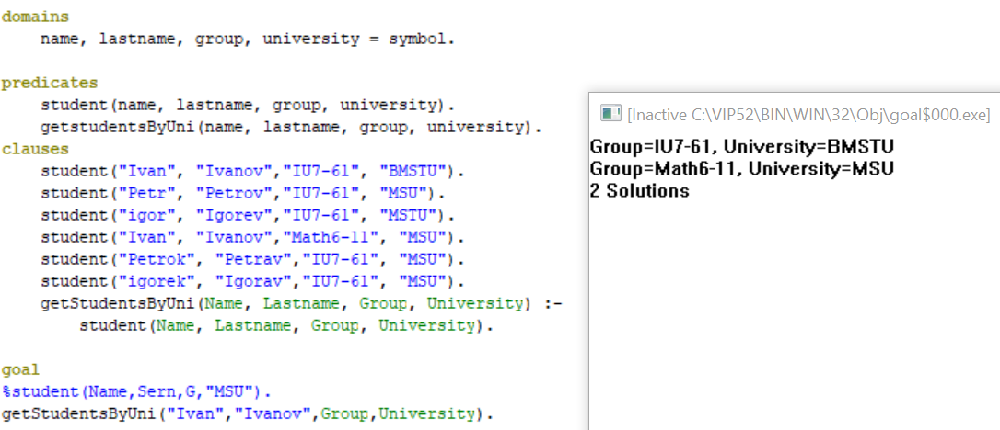 domains
name, lastname, group, university = symbol.
predicates
student(name, lastname, group, university).
getstudentsByUni(name, lastname, group, university).
clauses
student("Ivan", "Ivanov","IU7-61", "BMSTU").
student("Petr", "Petrov","IU7-61", "MSU").
student("igor", "Igorev","IU7-61", "MSTU").
student("Ivan", "Ivanov","Math6-11", "MSU").
student("Petrok", "Petrav","IU7-61", "MSU").
student("igorek", "Igorav","IU7-61", "MSU").
getStudentsByUni(Name, Lastname, Group, University) :-
student(Name, Lastname, Group, University).
goal
%student(Name,Sern,G,"MSU").
getStudentsByUni("Ivan","Ivanov",Group,University).
[Inactive C:\VIP52\BIN\WIN\32\Obj\goal$000.exe]
Group=IU7-61, University=BMSTU
Group=Math6-11, University=MSU
2 Solutions